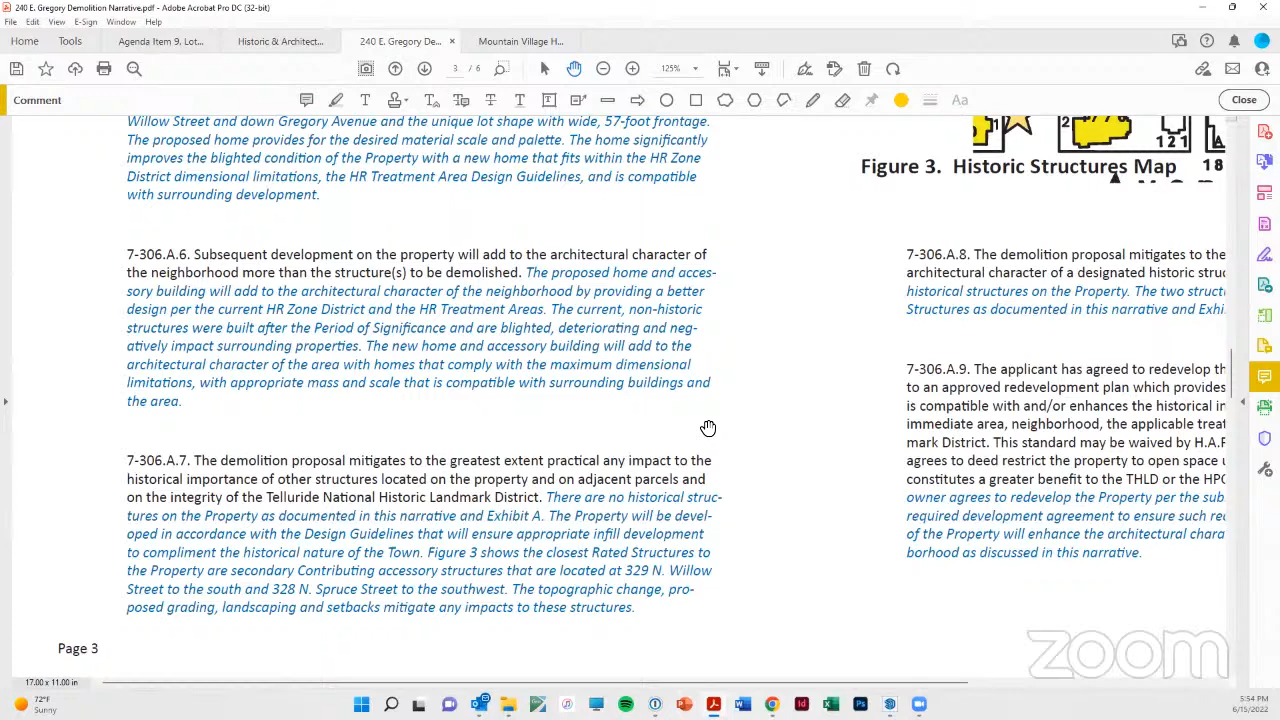 240 E. Gregory Demolition Narrative.pdf - Adobe Acrobat Pro DC (32-bit)
File Edit View E-Sign Window Help
Home Tools Agenda Item 9, Lot... Historic & Architect... 240 E. Gregory De... × Mountain Village H...
3 / 6 125%
Comment Close
Willow Street and down Gregory Avenue and the unique lot shape with wide, 57-foot frontage.
The proposed home provides for the desired material scale and palette. The home significantly
improves the blighted condition of the Property with a new home that fits within the HR Zone
District dimensional limitations, the HR Treatment Area Design Guidelines, and is compatible
with surrounding development.
7-306.A.6. Subsequent development on the property will add to the architectural character of
the neighborhood more than the structure(s) to be demolished. The proposed home and acces-
sory building will add to the architectural character of the neighborhood by providing a better
design per the current HR Zone District and the HR Treatment Areas. The current, non-historic
structures were built after the Period of Significance and are blighted, deteriorating and neg-
atively impact surrounding properties. The new home and accessory building will add to the
architectural character of the area with homes that comply with the maximum dimensional
limitations, with appropriate mass and scale that is compatible with surrounding buildings and
the area.
7-306.A.7. The demolition proposal mitigates to the greatest extent practical any impact to the
historical importance of other structures located on the property and on adjacent parcels and
on the integrity of the Telluride National Historic Landmark District. There are no historical struc-
tures on the Property as documented in this narrative and Exhibit A. The Property will be devel-
oped in accordance with the Design Guidelines that will ensure appropriate infill development
to compliment the historical nature of the Town. Figure 3 shows the closest Rated Structures to
the Property are secondary Contributing accessory structures that are located at 329 N. Willow
Street to the south and 328 N. Spruce Street to the southwest. The topographic change, pro-
posed grading, landscaping and setbacks mitigate any impacts to these structures.
Page 3
1 2 1 2 1
Figure 3. Historic Structures Map 18
7-306.A.8. The demolition proposal mitigates to the
architectural character of a designated historic struc
historical structures on the Property. The two struct
Structures as documented in this narrative and Exhi
7-306.A.9. The applicant has agreed to redevelop th
to an approved redevelopment plan which provides
is compatible with and/or enhances the historical in
immediate area, neighborhood, the applicable treat
mark District. This standard may be waived by H.A.F
agrees to deed restrict the property to open space u
constitutes a greater benefit to the THLD or the HPO
owner agrees to redevelop the Property per the sub
required development agreement to ensure such re
of the Property will enhance the architectural chara
borhood as discussed in this narrative.
zoom
17.00 x 11.00 in
72°F
Sunny
5:54 PM
6/15/2022